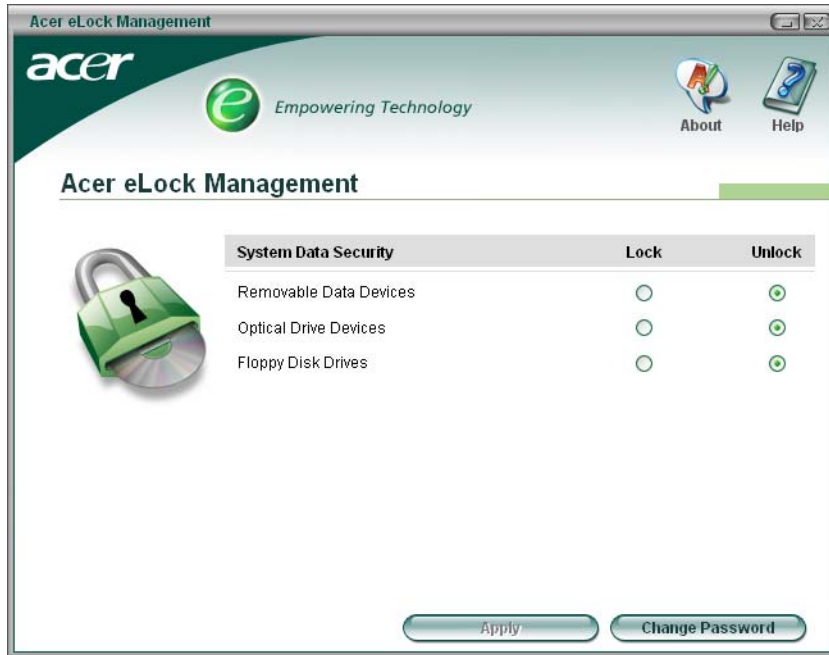 Acer eLock Management
acer
e Empowering Technology
About Help
Acer eLock Management
System Data Security Lock Unlock
Removable Data Devices
Optical Drive Devices
Floppy Disk Drives
Apply Change Password